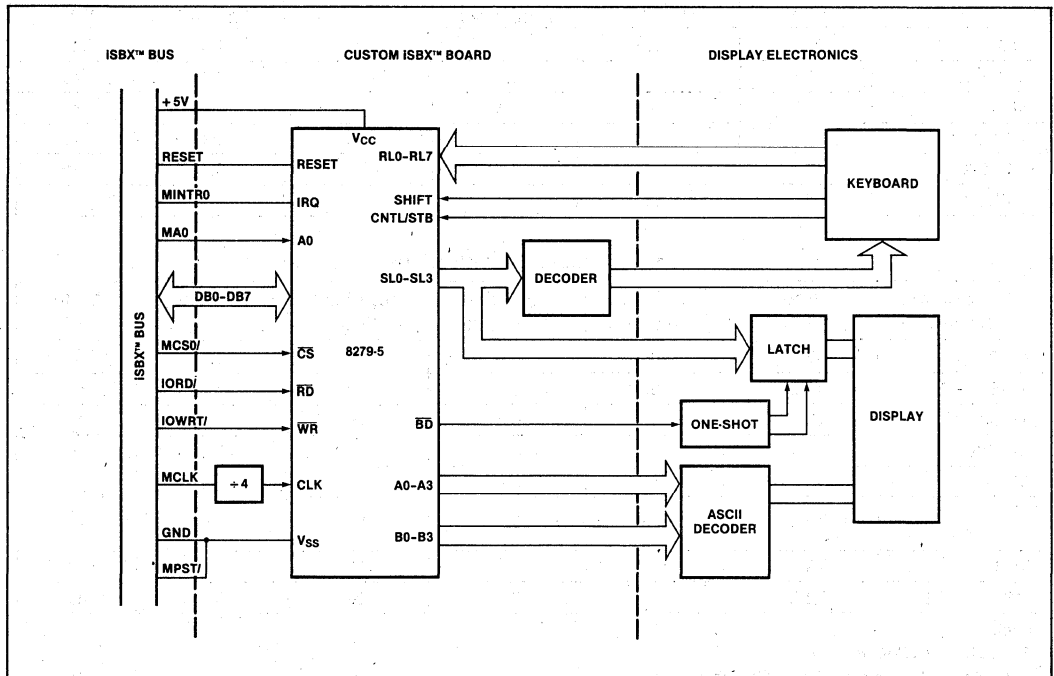 iSBX™ BUS
CUSTOM iSBX™ BOARD
DISPLAY ELECTRONICS
iSBX™ BUS
+5V
RESET
MINTR0
MA0
DB0–DB7
MCS0/
IORD/
IOWRT/
MCLK
GND
MPST/
÷4
VCC
RESET
IRQ
A0
CS
RD
WR
CLK
VSS
8279-5
RL0–RL7
SHIFT
CNTL/STB
SL0–SL3
BD
A0–A3
B0–B3
DECODER
KEYBOARD
LATCH
ONE-SHOT
ASCII
DECODER
DISPLAY